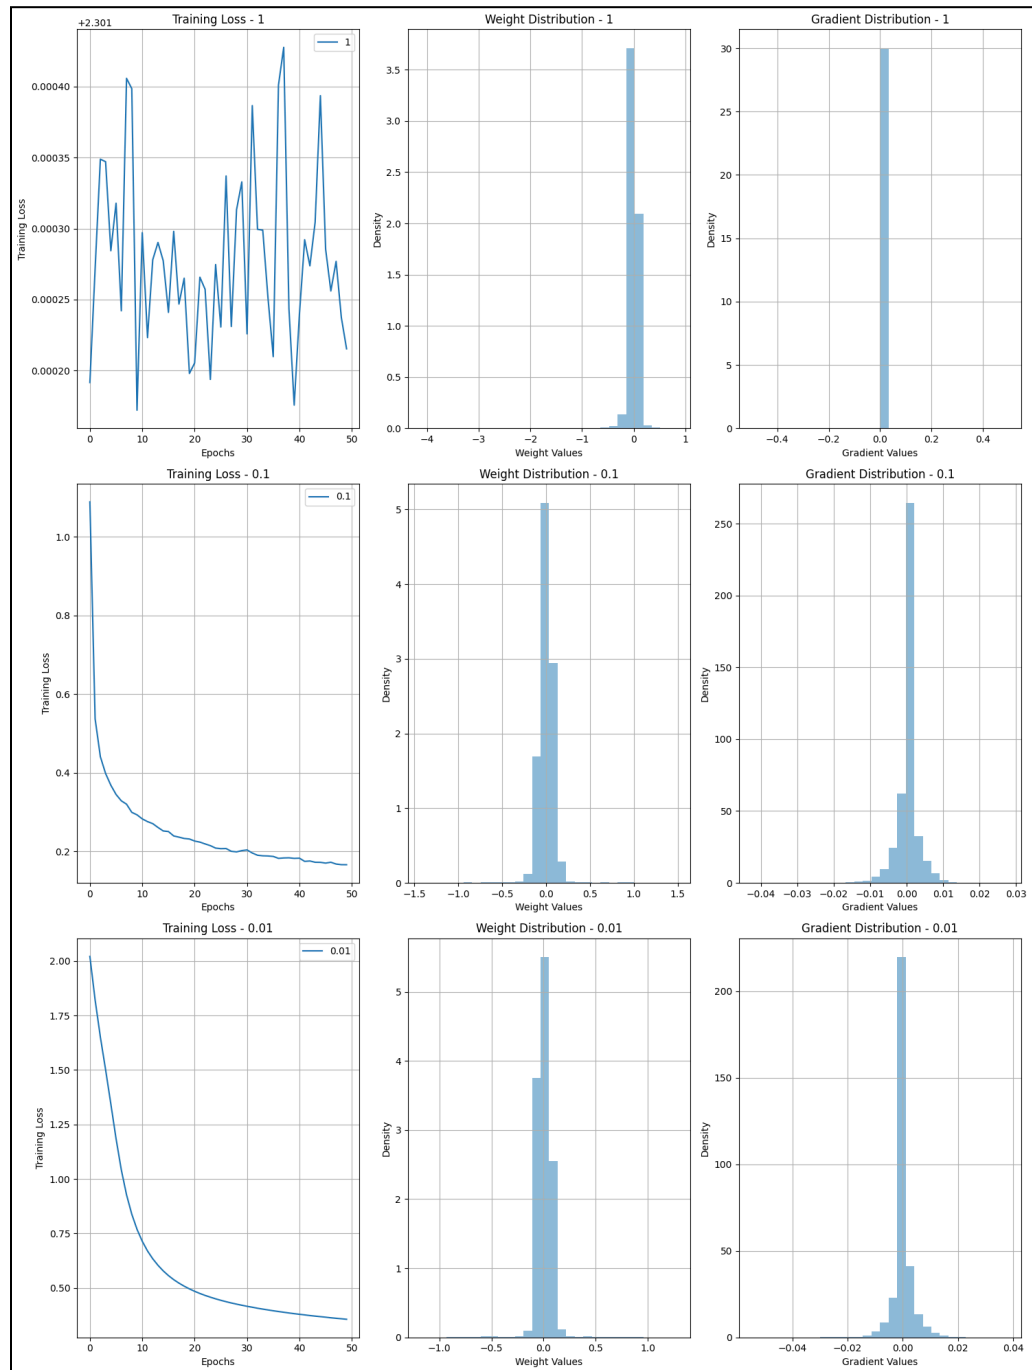 Training Loss - 1
+2.301
1
0.00040
0.00035
0.00030
0.00025
0.00020
Training Loss
0 10 20 30 40 50
Epochs
Weight Distribution - 1
3.5
3.0
2.5
2.0
1.5
1.0
0.5
0.0
Density
−4 −3 −2 −1 0 1
Weight Values
Gradient Distribution - 1
30
25
20
15
10
5
0
Density
−0.4 −0.2 0.0 0.2 0.4
Gradient Values
Training Loss - 0.1
0.1
1.0
0.8
0.6
0.4
0.2
Training Loss
0 10 20 30 40 50
Epochs
Weight Distribution - 0.1
5
4
3
2
1
0
Density
−1.5 −1.0 −0.5 0.0 0.5 1.0 1.5
Weight Values
Gradient Distribution - 0.1
250
200
150
100
50
0
Density
−0.04 −0.03 −0.02 −0.01 0.00 0.01 0.02 0.03
Gradient Values
Training Loss - 0.01
0.01
2.00
1.75
1.50
1.25
1.00
0.75
0.50
Training Loss
0 10 20 30 40 50
Epochs
Weight Distribution - 0.01
5
4
3
2
1
0
Density
−1.0 −0.5 0.0 0.5 1.0
Weight Values
Gradient Distribution - 0.01
200
150
100
50
0
Density
−0.04 −0.02 0.00 0.02 0.04
Gradient Values